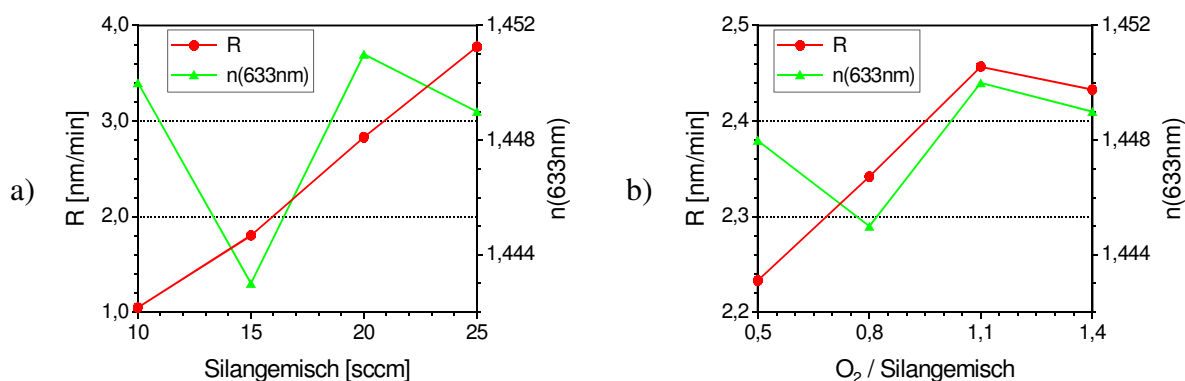 a)
R [nm/min]
4,0
3,0
2,0
1,0
R
n(633nm)
1,452
1,448
1,444
n(633nm)
10 15 20 25
Silangemisch [sccm]
b)
R [nm/min]
2,5
2,4
2,3
2,2
R
n(633nm)
1,452
1,448
1,444
n(633nm)
0,5 0,8 1,1 1,4
O₂ / Silangemisch